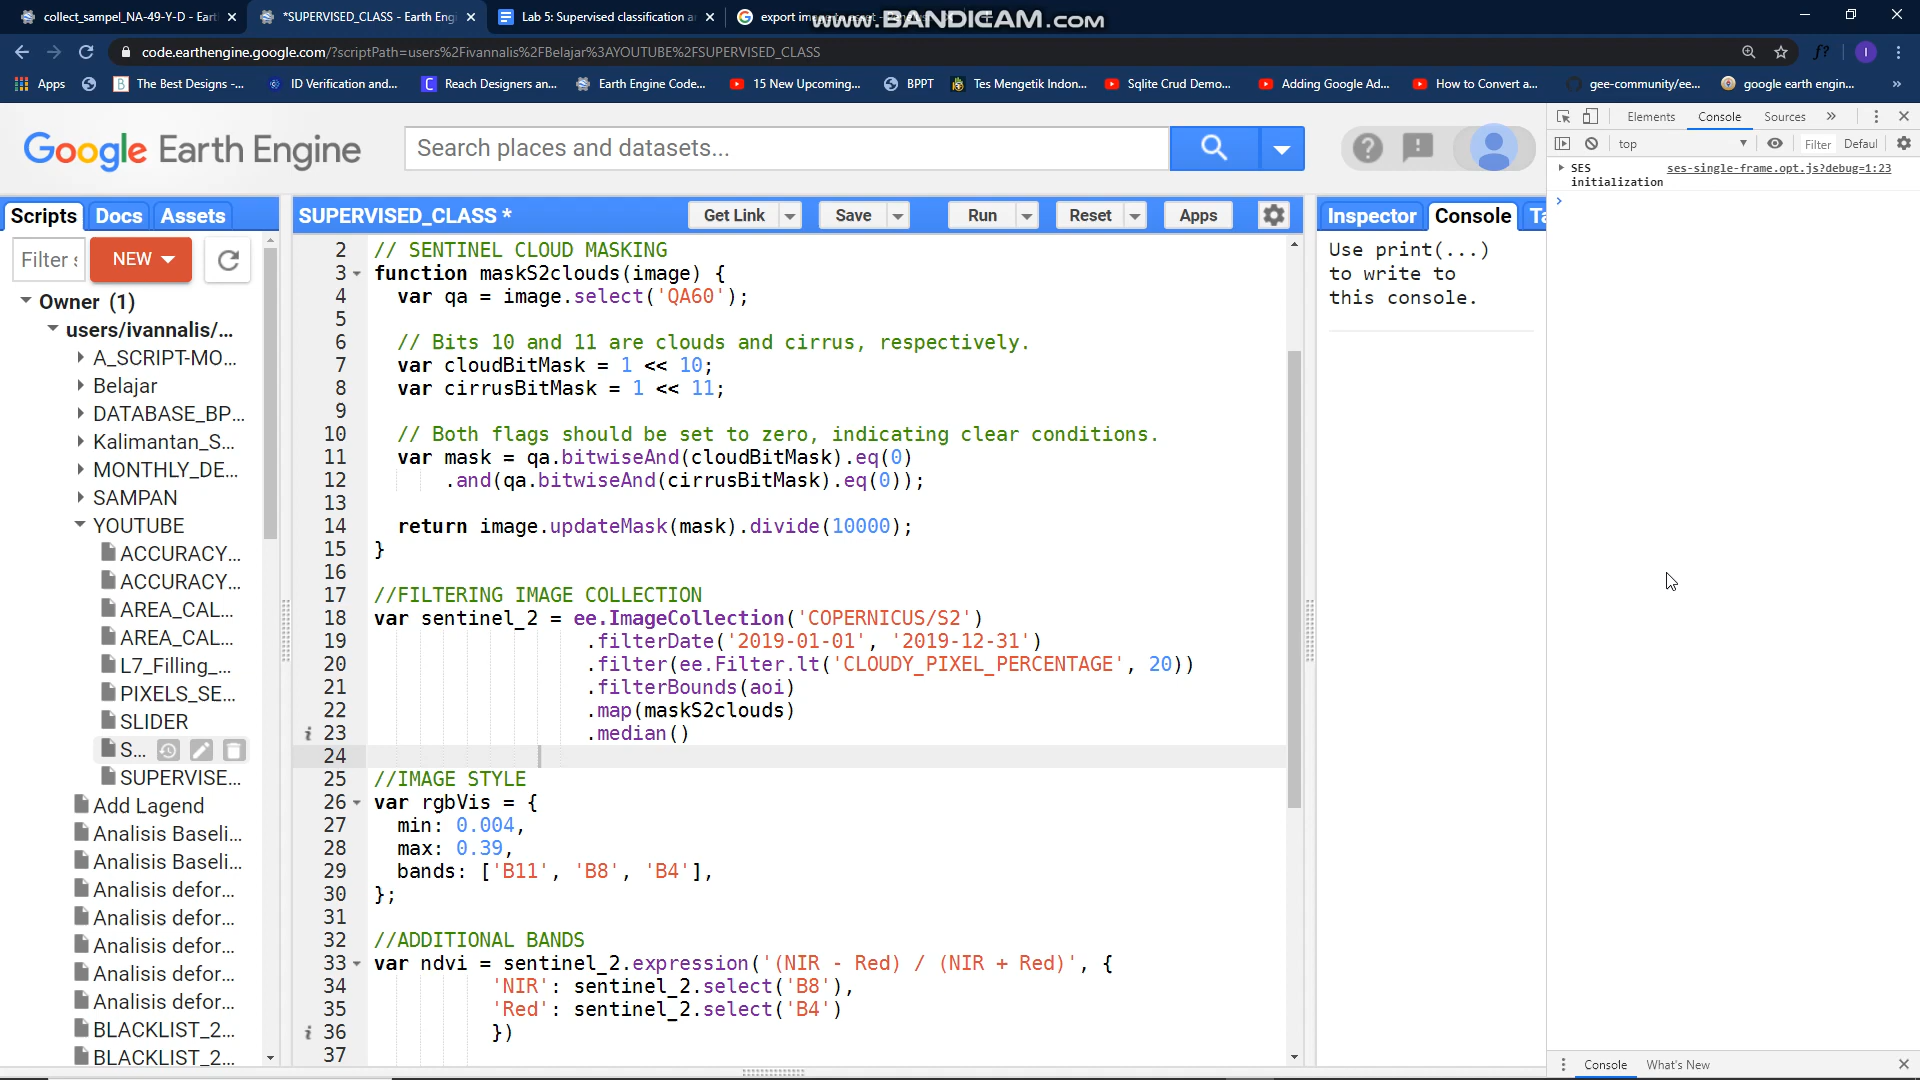 collect_sampel_NA-49-Y-D - Eart
*SUPERVISED_CLASS - Earth Eng
Lab 5: Supervised classification a
www.BANDICAM.com
code.earthengine.google.com/?scriptPath=users%2Fivannalis%2FBelajar%3AYOUTUBE%2FSUPERVISED_CLASS
f?
I
Apps
The Best Designs -...
ID Verification and...
Reach Designers an...
Earth Engine Code...
15 New Upcoming...
BPPT
Tes Mengetik Indon...
Sqlite Crud Demo...
Adding Google Ad...
How to Convert a...
gee-community/ee...
google earth engin...
»
Google Earth Engine
Search places and datasets...
Elements
Console
Sources
»
top
Filter
Defaul
SES initialization
ses-single-frame.opt.js?debug=1:23
Scripts
Docs
Assets
Filter s
NEW
Owner (1)
users/ivannalis/...
A_SCRIPT-MO...
Belajar
DATABASE_BP...
Kalimantan_S...
MONTHLY_DE...
SAMPAN
YOUTUBE
ACCURACY...
ACCURACY...
AREA_CAL...
AREA_CAL...
L7_Filling_...
PIXELS_SE...
SLIDER
S...
SUPERVISE...
Add Lagend
Analisis Baseli...
Analisis Baseli...
Analisis defor...
Analisis defor...
Analisis defor...
Analisis defor...
Analisis defor...
BLACKLIST_2...
BLACKLIST_2...
SUPERVISED_CLASS *
Get Link
Save
Run
Reset
Apps
2 // SENTINEL CLOUD MASKING
3 function maskS2clouds(image) {
4 var qa = image.select('QA60');
5
6 // Bits 10 and 11 are clouds and cirrus, respectively.
7 var cloudBitMask = 1 << 10;
8 var cirrusBitMask = 1 << 11;
9
10 // Both flags should be set to zero, indicating clear conditions.
11 var mask = qa.bitwiseAnd(cloudBitMask).eq(0)
12 .and(qa.bitwiseAnd(cirrusBitMask).eq(0));
13
14 return image.updateMask(mask).divide(10000);
15 }
16
17 //FILTERING IMAGE COLLECTION
18 var sentinel_2 = ee.ImageCollection('COPERNICUS/S2')
19 .filterDate('2019-01-01', '2019-12-31')
20 .filter(ee.Filter.lt('CLOUDY_PIXEL_PERCENTAGE', 20))
21 .filterBounds(aoi)
22 .map(maskS2clouds)
i 23 .median()
24
25 //IMAGE STYLE
26 var rgbVis = {
27 min: 0.004,
28 max: 0.39,
29 bands: ['B11', 'B8', 'B4'],
30 };
31
32 //ADDITIONAL BANDS
33 var ndvi = sentinel_2.expression('(NIR - Red) / (NIR + Red)', {
34 'NIR': sentinel_2.select('B8'),
35 'Red': sentinel_2.select('B4')
i 36 })
37
Inspector
Console
Ta
Use print(...)
to write to
this console.
Console
What's New